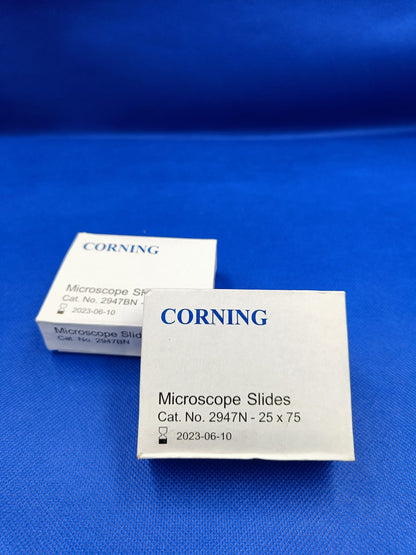 CORNING
Microscope
Cat. No. 2947BN -
2023-06-10
Microscope Slid
Cat. No. 2947BN
CORNING
Microscope Slides
Cat. No. 2947N - 25 x 75
2023-06-10